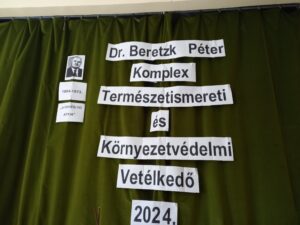 Dr. Beretzk Péter
Komplex
Természetismereti
és
Környezetvédelmi
Vetélkedő
2024.